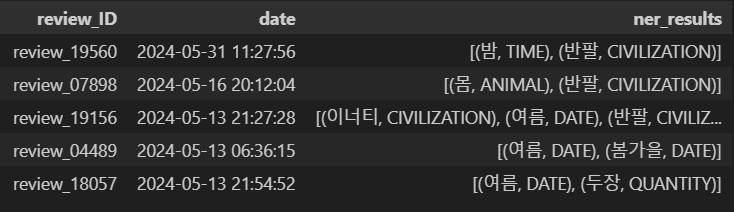 review_ID date ner_results
review_19560 2024-05-31 11:27:56 [(밤, TIME), (반팔, CIVILIZATION)]
review_07898 2024-05-16 20:12:04 [(몸, ANIMAL), (반팔, CIVILIZATION)]
review_19156 2024-05-13 21:27:28 [(이너티, CIVILIZATION), (여름, DATE), (반팔, CIVILIZ...
review_04489 2024-05-13 06:36:15 [(여름, DATE), (봄가을, DATE)]
review_18057 2024-05-13 21:54:52 [(여름, DATE), (두장, QUANTITY)]